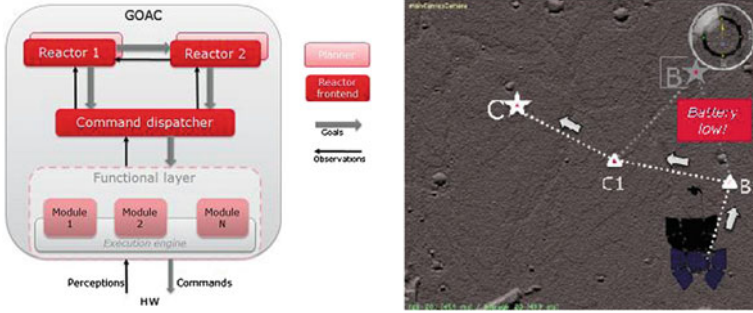 GOAC
Reactor 1
Reactor 2
Command dispatcher
Functional layer
Module 1
Module 2
Module N
Execution engine
Perceptions
Commands
HW
Planner
Reactor frontend
Goals
Observations
B
Battery low!
C
C1
B